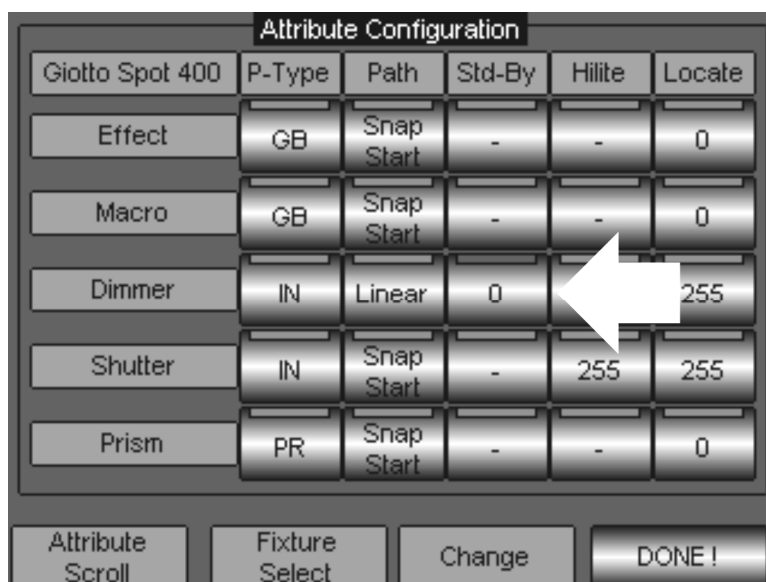 Attribute Configuration
Giotto Spot 400 P-Type Path Std-By Hilite Locate
Effect GB Snap Start - - 0
Macro GB Snap Start - - 0
Dimmer IN Linear 0 255
Shutter IN Snap Start - 255 255
Prism PR Snap Start - - 0
Attribute Scroll Fixture Select Change DONE !